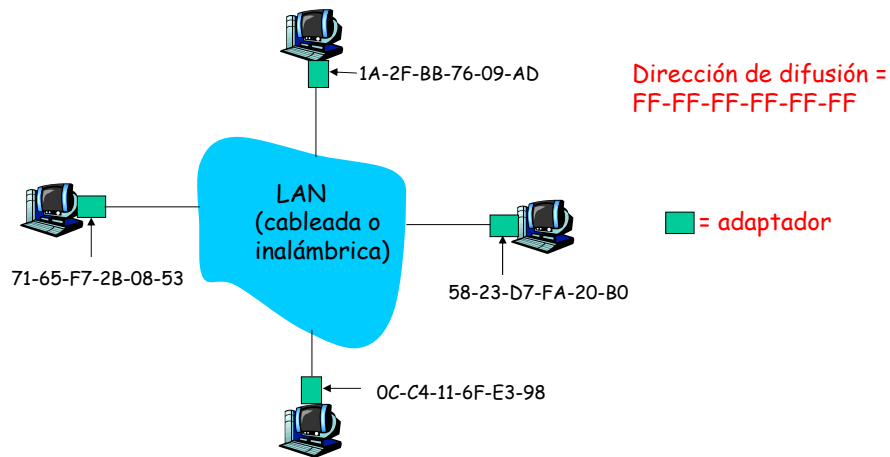 1A-2F-BB-76-09-AD
Dirección de difusión =
FF-FF-FF-FF-FF-FF
LAN
(cableada o
inalámbrica)
= adaptador
71-65-F7-2B-08-53
58-23-D7-FA-20-B0
0C-C4-11-6F-E3-98